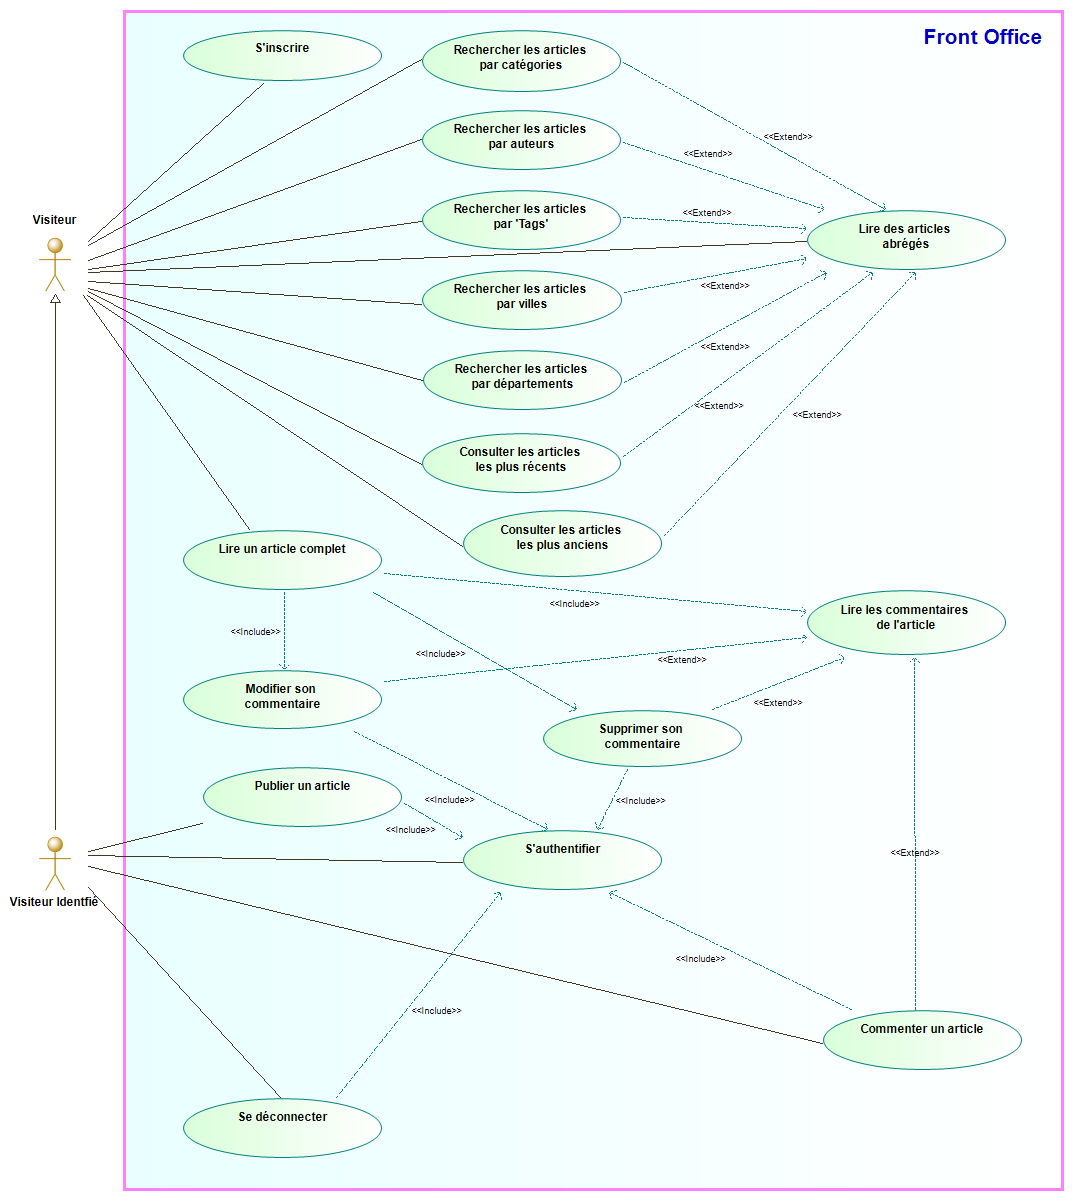 Front Office
S'inscrire
Rechercher les articles
par catégories
<<Extend>>
Rechercher les articles
par auteurs
<<Extend>>
Visiteur
Rechercher les articles
par 'Tags'
<<Extend>>
Lire des articles
abrégés
Rechercher les articles
par villes
<<Extend>>
Rechercher les articles
par départements
<<Extend>>
<<Extend>>
<<Extend>>
Consulter les articles
les plus récents
Consulter les articles
les plus anciens
Lire un article complet
<<Include>>
Lire les commentaires
de l'article
<<Include>>
<<Include>>
<<Extend>>
Modifier son
commentaire
<<Extend>>
Supprimer son
commentaire
Publier un article
<<Include>>
<<Include>>
<<Include>>
S'authentifier
<<Extend>>
Visiteur Identfié
<<Include>>
<<Include>>
Commenter un article
Se déconnecter